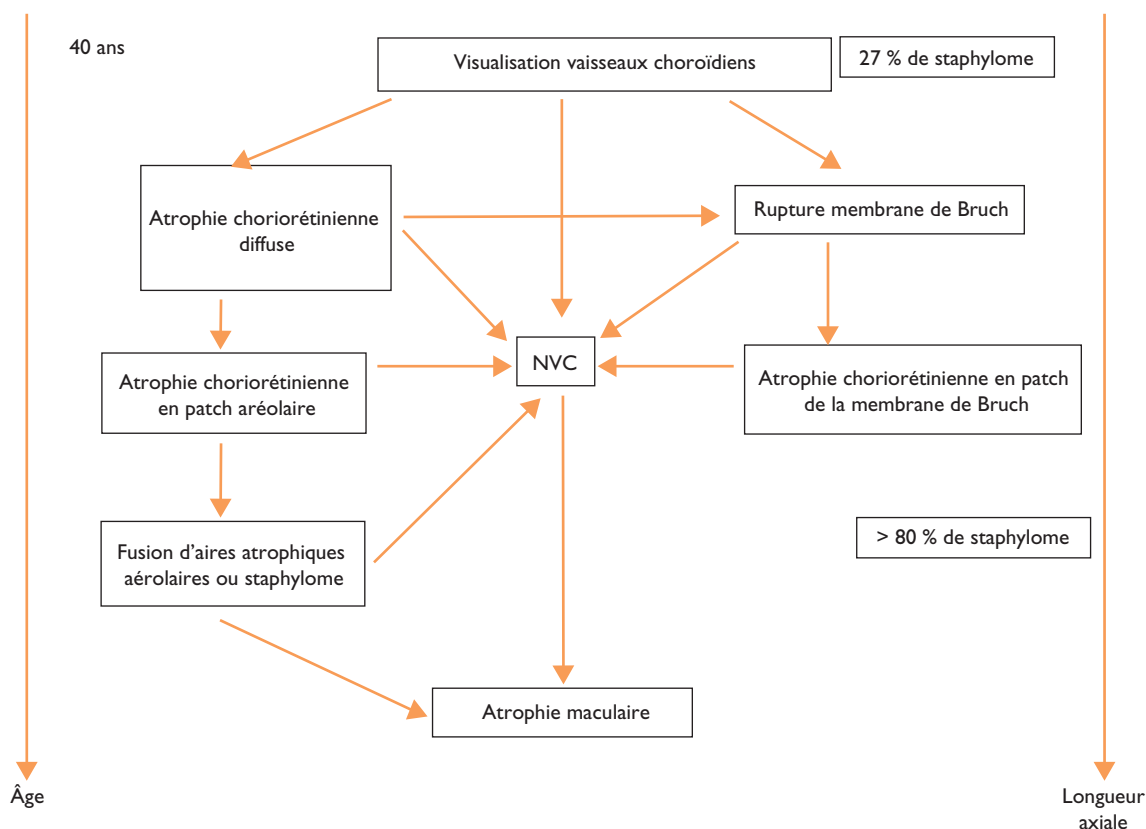 40 ans
Visualisation vaisseaux choroïdiens
27 % de staphylome
Atrophie choriorétinienne
diffuse
Rupture membrane de Bruch
NVC
Atrophie choriorétinienne
en patch aréolaire
Atrophie choriorétinienne en patch
de la membrane de Bruch
Fusion d'aires atrophiques
aérolaires ou staphylome
> 80 % de staphylome
Atrophie maculaire
Âge
Longueur
axiale